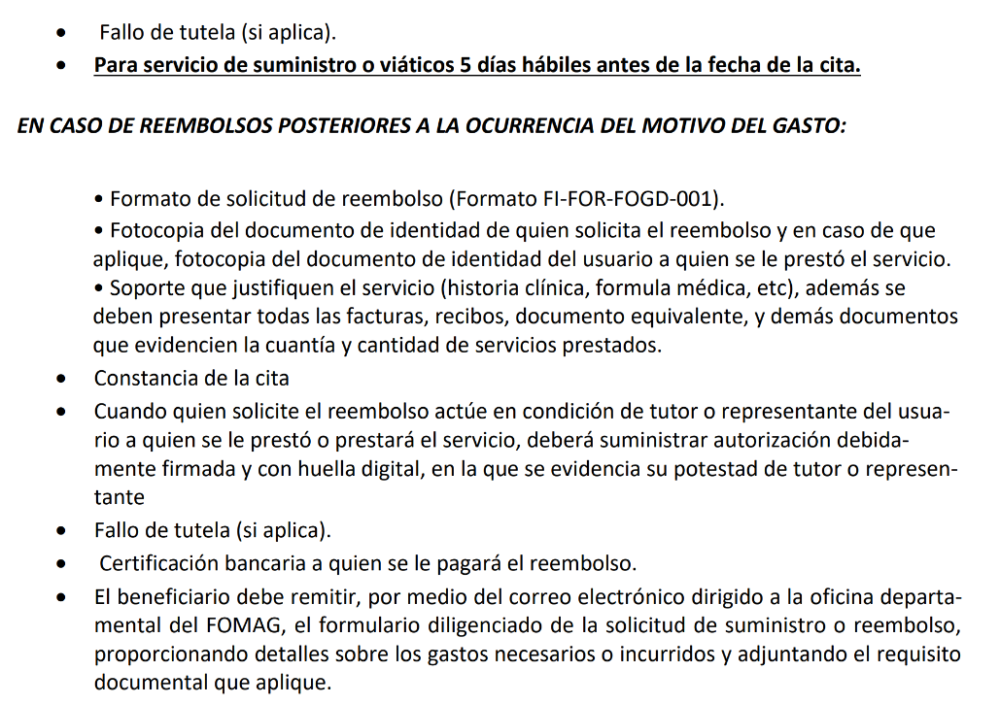 • Fallo de tutela (si aplica).
• Para servicio de suministro o viáticos 5 días hábiles antes de la fecha de la cita.
EN CASO DE REEMBOLSOS POSTERIORES A LA OCURRENCIA DEL MOTIVO DEL GASTO:
• Formato de solicitud de reembolso (Formato FI-FOR-FOGD-001).
• Fotocopia del documento de identidad de quien solicita el reembolso y en caso de que
aplique, fotocopia del documento de identidad del usuario a quien se le prestó el servicio.
• Soporte que justifiquen el servicio (historia clínica, formula médica, etc), además se
deben presentar todas las facturas, recibos, documento equivalente, y demás documentos
que evidencien la cuantía y cantidad de servicios prestados.
• Constancia de la cita
• Cuando quien solicite el reembolso actúe en condición de tutor o representante del usua-
rio a quien se le prestó o prestará el servicio, deberá suministrar autorización debida-
mente firmada y con huella digital, en la que se evidencia su potestad de tutor o represen-
tante
• Fallo de tutela (si aplica).
• Certificación bancaria a quien se le pagará el reembolso.
• El beneficiario debe remitir, por medio del correo electrónico dirigido a la oficina departa-
mental del FOMAG, el formulario diligenciado de la solicitud de suministro o reembolso,
proporcionando detalles sobre los gastos necesarios o incurridos y adjuntando el requisito
documental que aplique.